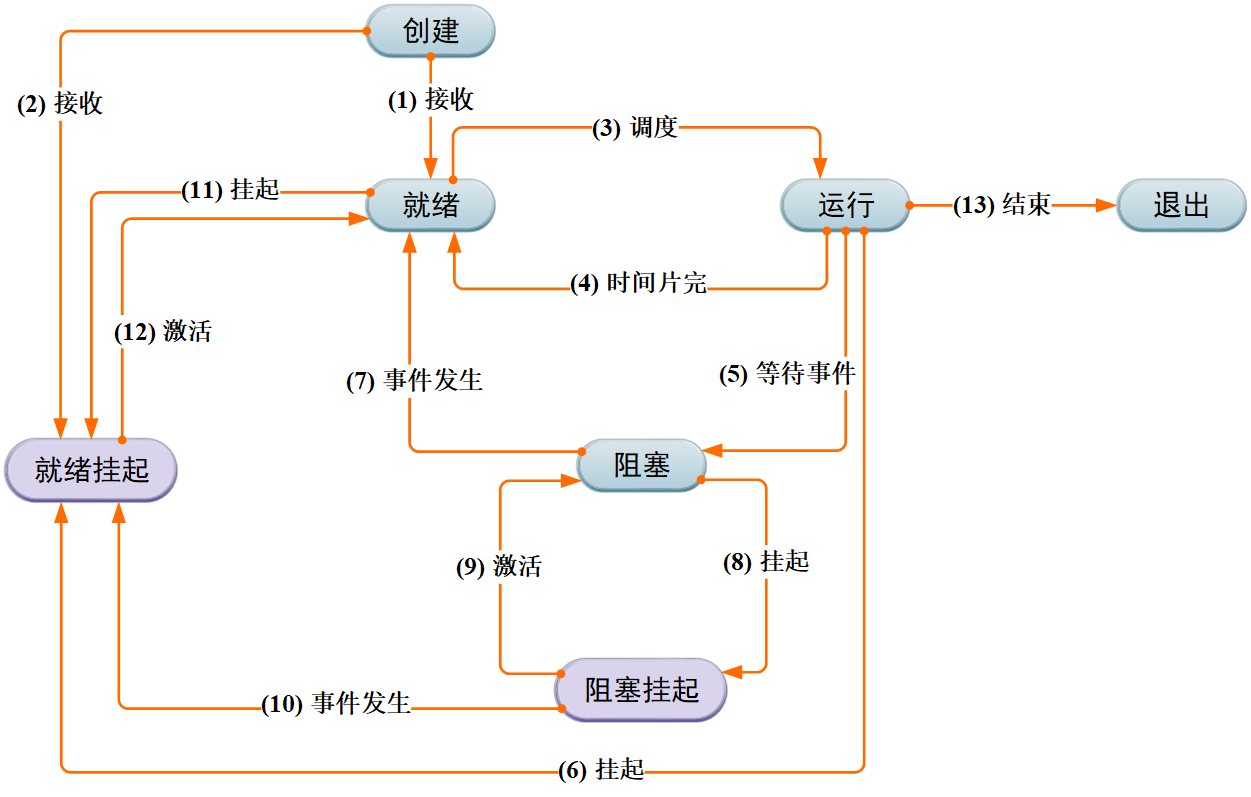 创建
(2) 接收
(1) 接收
(3) 调度
(11) 挂起
就绪
运行
(13) 结束
退出
(4) 时间片完
(12) 激活
(7) 事件发生
(5) 等待事件
就绪挂起
阻塞
(9) 激活
(8) 挂起
阻塞挂起
(10) 事件发生
(6) 挂起